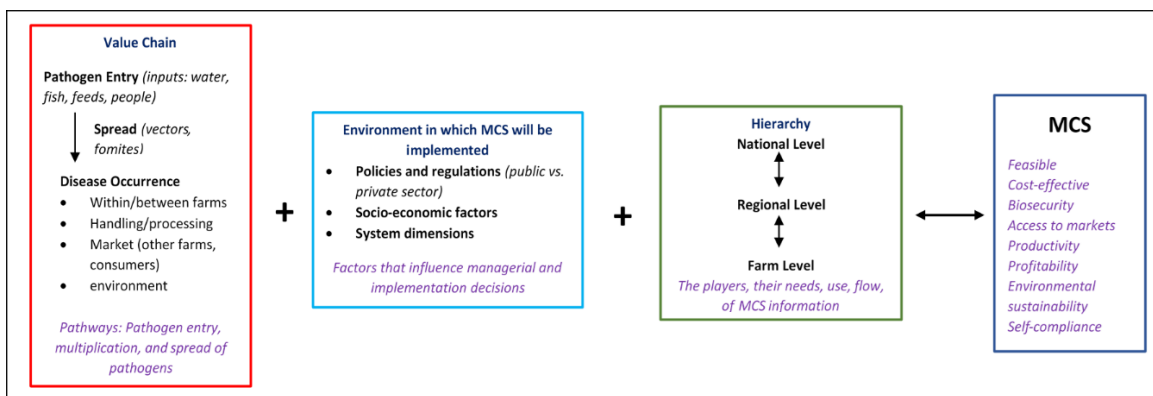 Value Chain
Pathogen Entry (inputs: water,
fish, feeds, people)
Spread (vectors,
fomites)
Disease Occurrence
• Within/between farms
• Handling/processing
• Market (other farms,
consumers)
• environment
Pathways: Pathogen entry,
multiplication, and spread of
pathogens
+
Environment in which MCS will be
implemented
• Policies and regulations (public vs.
private sector)
• Socio-economic factors
• System dimensions
Factors that influence managerial and
implementation decisions
+
Hierarchy
National Level
Regional Level
Farm Level
The players, their needs, use, flow,
of MCS information
MCS
Feasible
Cost-effective
Biosecurity
Access to markets
Productivity
Profitability
Environmental
sustainability
Self-compliance